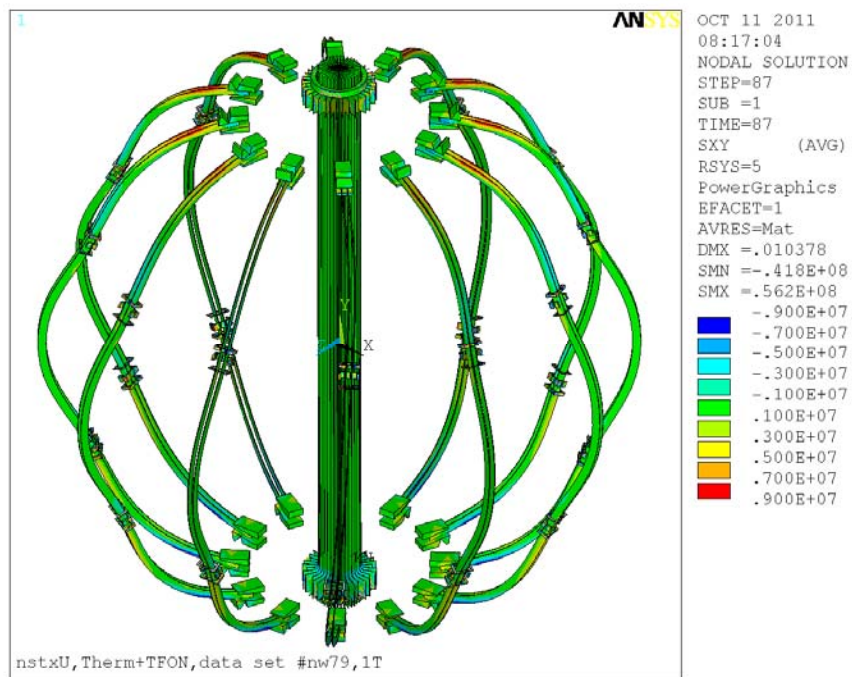 1
ANSYS
OCT 11 2011
08:17:04
NODAL SOLUTION
STEP=87
SUB =1
TIME=87
SXY (AVG)
RSYS=5
PowerGraphics
EFACET=1
AVRES=Mat
DMX =.010378
SMN =-.418E+08
SMX =.562E+08
-.900E+07
-.700E+07
-.500E+07
-.300E+07
-.100E+07
.100E+07
.300E+07
.500E+07
.700E+07
.900E+07
Y
X
nstxU,Therm+TFON,data set #nw79,1T